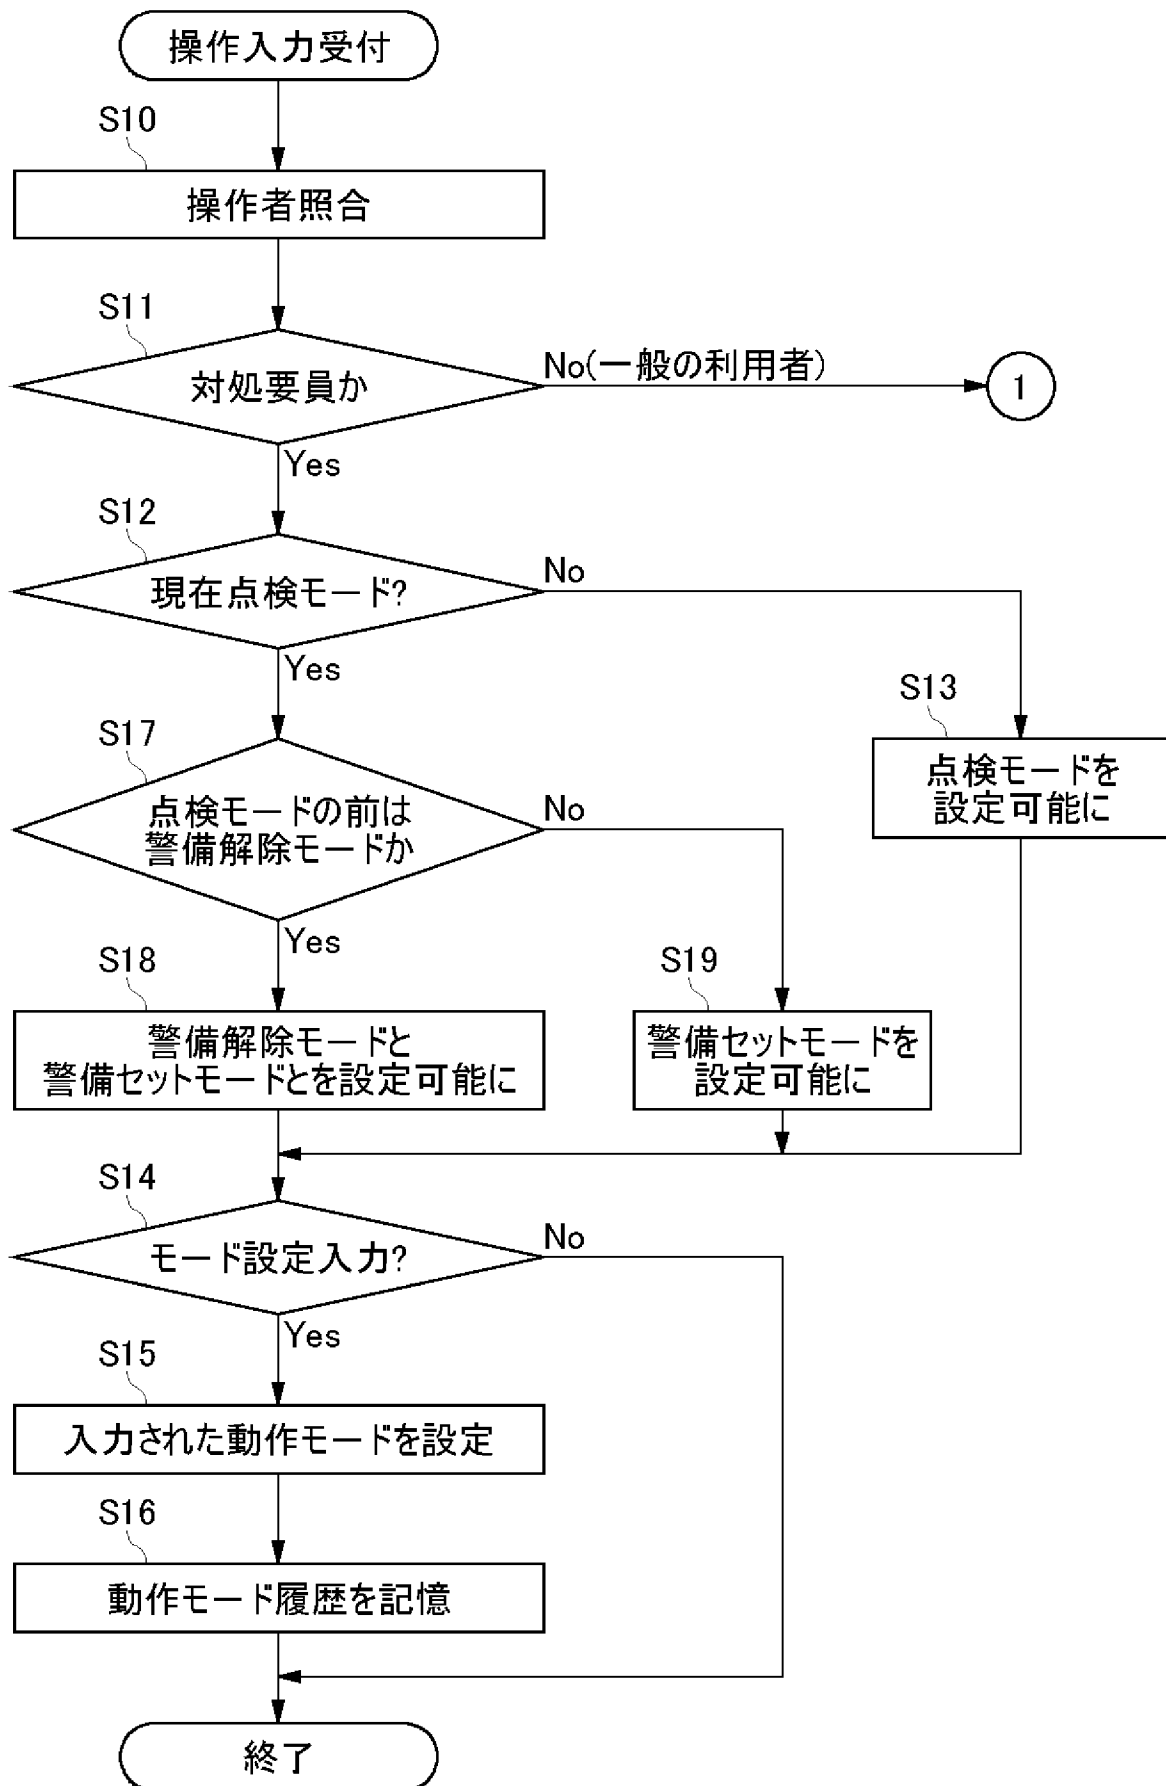 操作入力受付
S10
操作者照合
S11
対処要員か
No(一般の利用者)
1
Yes
S12
現在点検モード?
No
Yes
S13
点検モードを
設定可能に
S17
点検モードの前は
警備解除モードか
No
Yes
S18
警備解除モードと
警備セットモードとを設定可能に
S19
警備セットモードを
設定可能に
S14
モード設定入力?
No
Yes
S15
入力された動作モードを設定
S16
動作モード履歴を記憶
終了